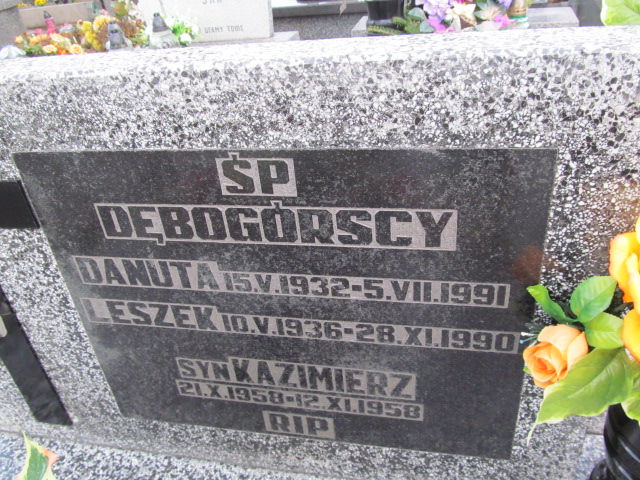 ŚP
DĘBOGÓRSCY
DANUTA 15.V.1932-5.VII.1991
LESZEK 10.V.1936-28.XI.1990
SYN KAZIMIERZ
21.X.1958-12.XI.1958
RIP